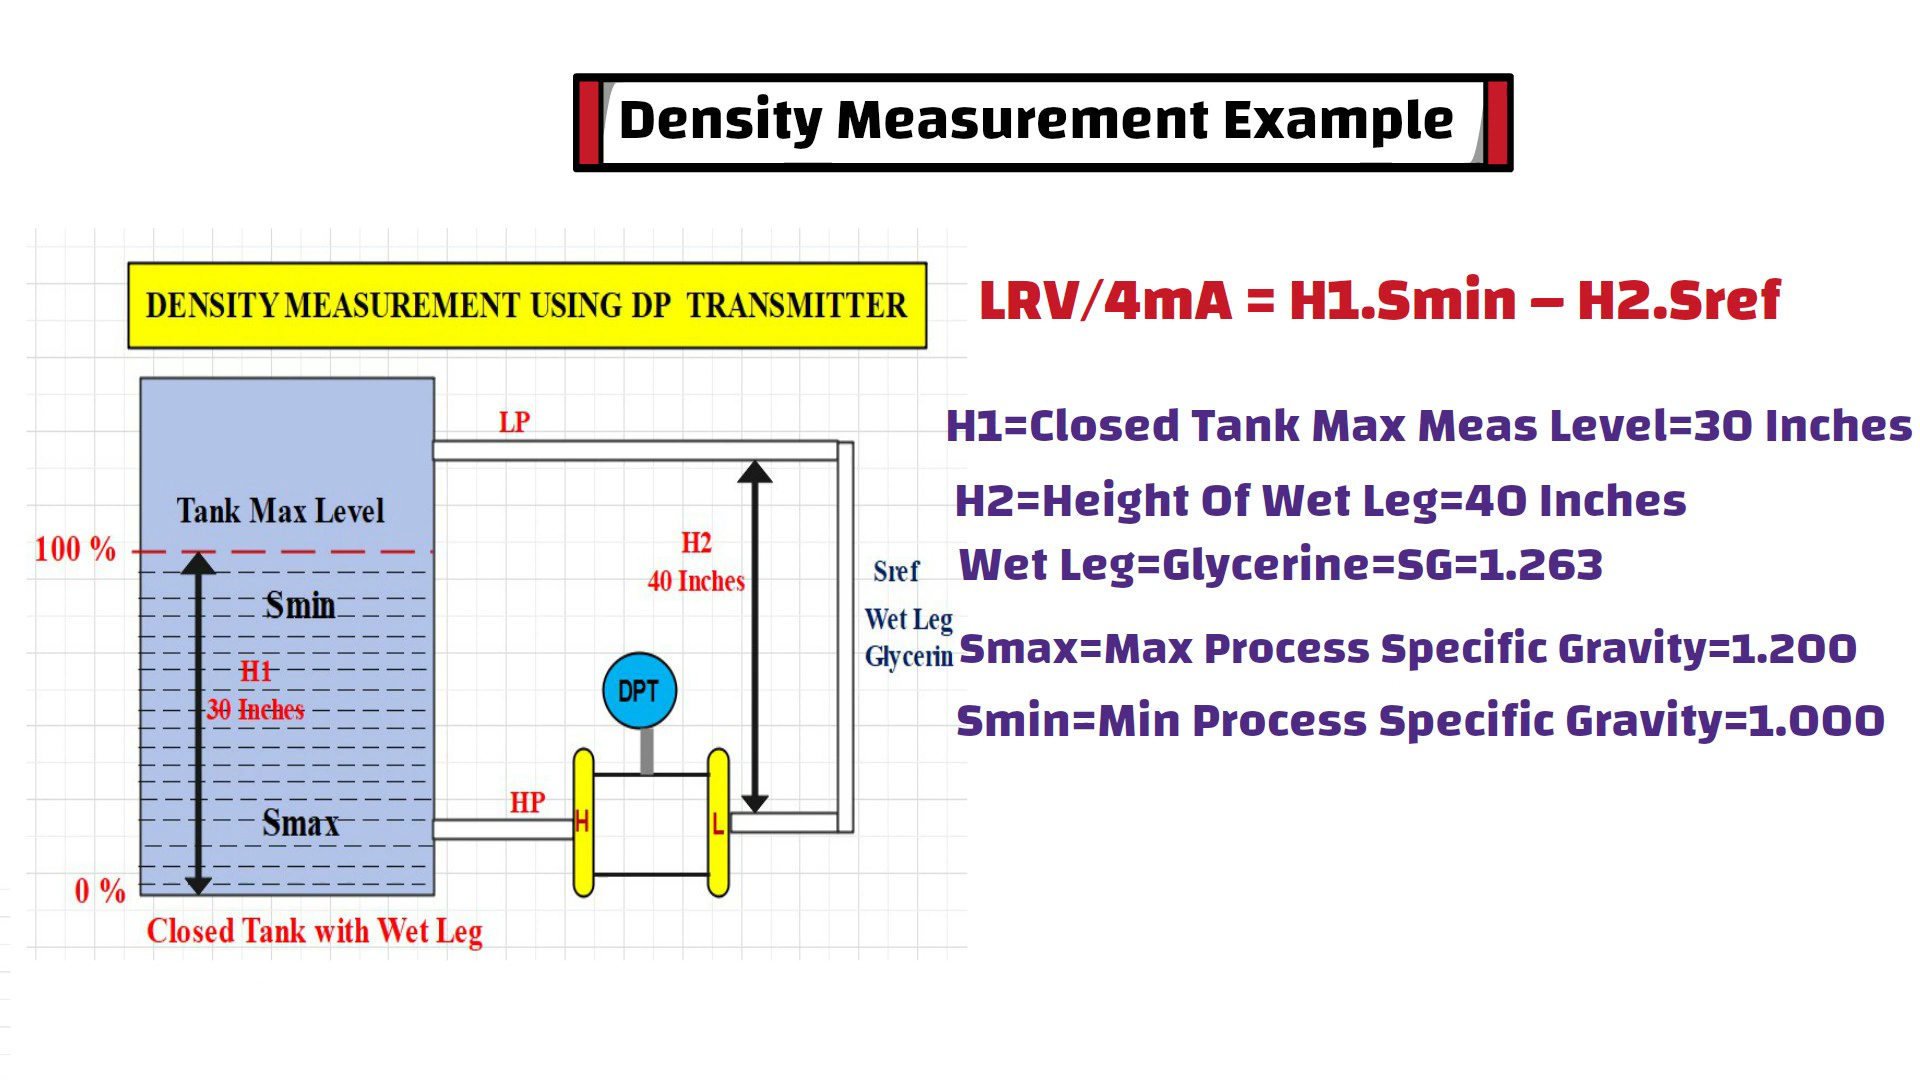 Density Measurement Example
DENSITY MEASUREMENT USING DP TRANSMITTER
LRV/4mA = H1.Smin – H2.Sref
H1=Closed Tank Max Meas Level=30 Inches
H2=Height Of Wet Leg=40 Inches
Wet Leg=Glycerine=SG=1.263
Smax=Max Process Specific Gravity=1.200
Smin=Min Process Specific Gravity=1.000
LP
Tank Max Level
100 %
Smin
H1
30 Inches
Smax
0 %
Closed Tank with Wet Leg
HP
H2
40 Inches
DPT
H
L
Sref
Wet Leg
Glycerin